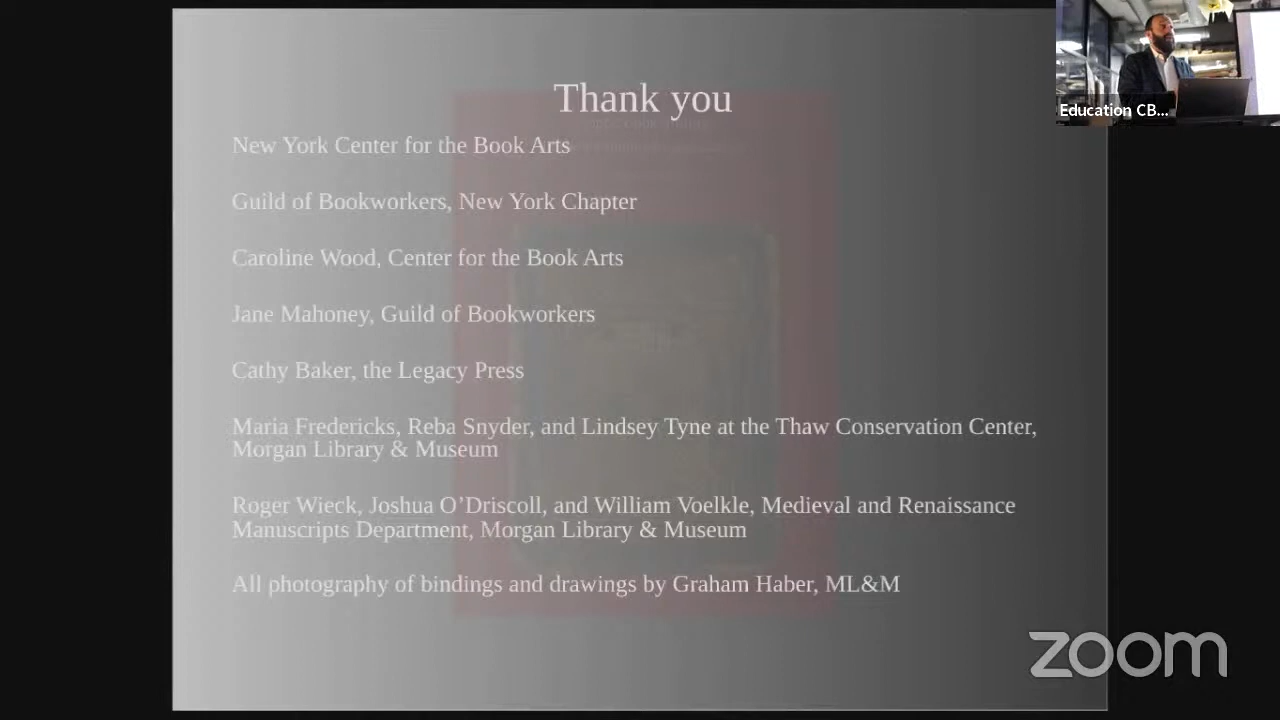 Thank you
New York Center for the Book Arts
Guild of Bookworkers, New York Chapter
Caroline Wood, Center for the Book Arts
Jane Mahoney, Guild of Bookworkers
Cathy Baker, the Legacy Press
Maria Fredericks, Reba Snyder, and Lindsey Tyne at the Thaw Conservation Center,
Morgan Library & Museum
Roger Wieck, Joshua O’Driscoll, and William Voelkle, Medieval and Renaissance
Manuscripts Department, Morgan Library & Museum
All photography of bindings and drawings by Graham Haber, ML&M
Education CB...
zoom